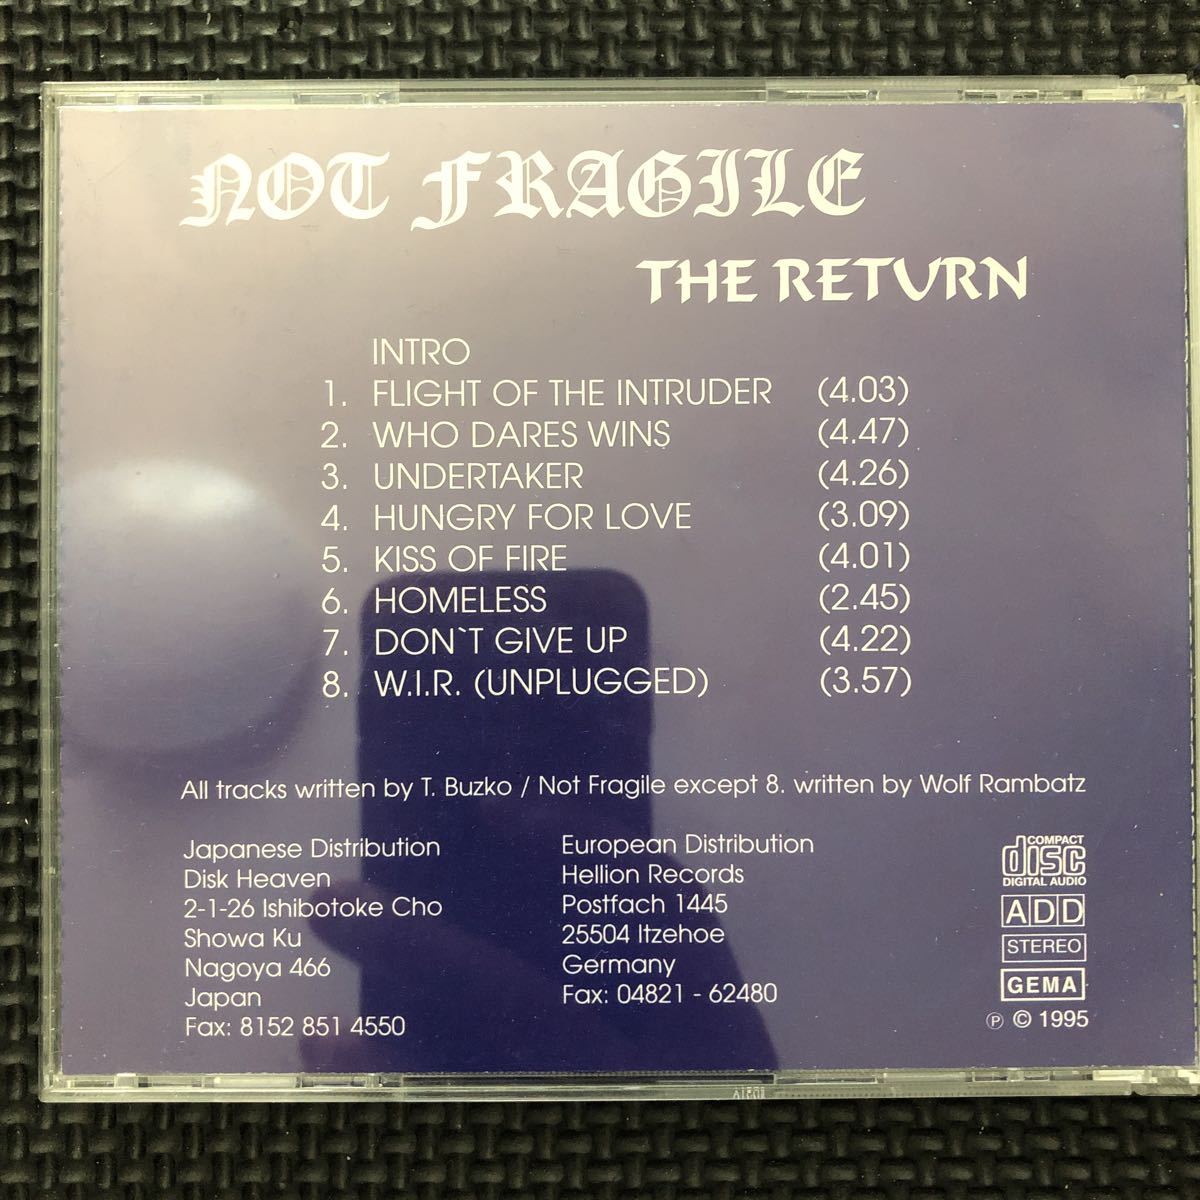 NOT FRAGILE
THE RETURN
INTRO
1. FLIGHT OF THE INTRUDER (4.03)
2. WHO DARES WINS (4.47)
3. UNDERTAKER (4.26)
4. HUNGRY FOR LOVE (3.09)
5. KISS OF FIRE (4.01)
6. HOMELESS (2.45)
7. DON`T GIVE UP (4.22)
8. W.I.R. (UNPLUGGED) (3.57)
All tracks written by T. Buzko / Not Fragile except 8. written by Wolf Rambatz
Japanese Distribution
Disk Heaven
2-1-26 Ishibotoke Cho
Showa Ku
Nagoya 466
Japan
Fax: 8152 851 4550
European Distribution
Hellion Records
Postfach 1445
25504 Itzehoe
Germany
Fax: 04821 - 62480
COMPACT
disc
DIGITAL AUDIO
ADD
STEREO
GEMA
℗ © 1995